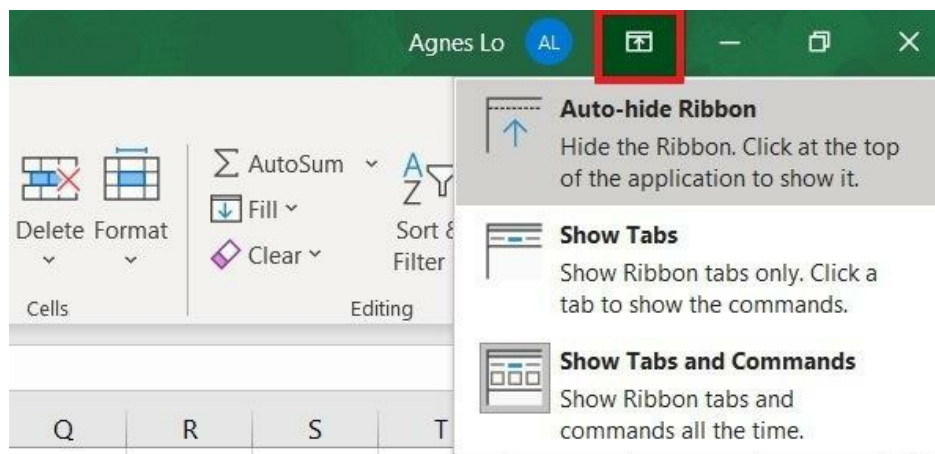 Agnes Lo AL
Auto-hide Ribbon
Hide the Ribbon. Click at the top
of the application to show it.
Show Tabs
Show Ribbon tabs only. Click a
tab to show the commands.
Show Tabs and Commands
Show Ribbon tabs and
commands all the time.
Delete Format
Cells
AutoSum
Fill
Clear
A
Z
Sort &
Filter
Editing
Q R S T